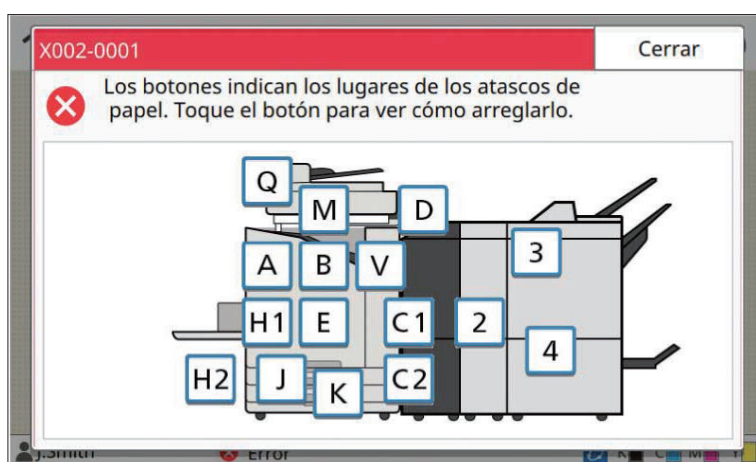 X002-0001
Cerrar
Los botones indican los lugares de los atascos de
papel. Toque el botón para ver cómo arreglarlo.
Q
M
D
A
B
V
3
H1
E
C1
2
4
H2
J
K
C2
J.Smith
Error
K
C
M
Y